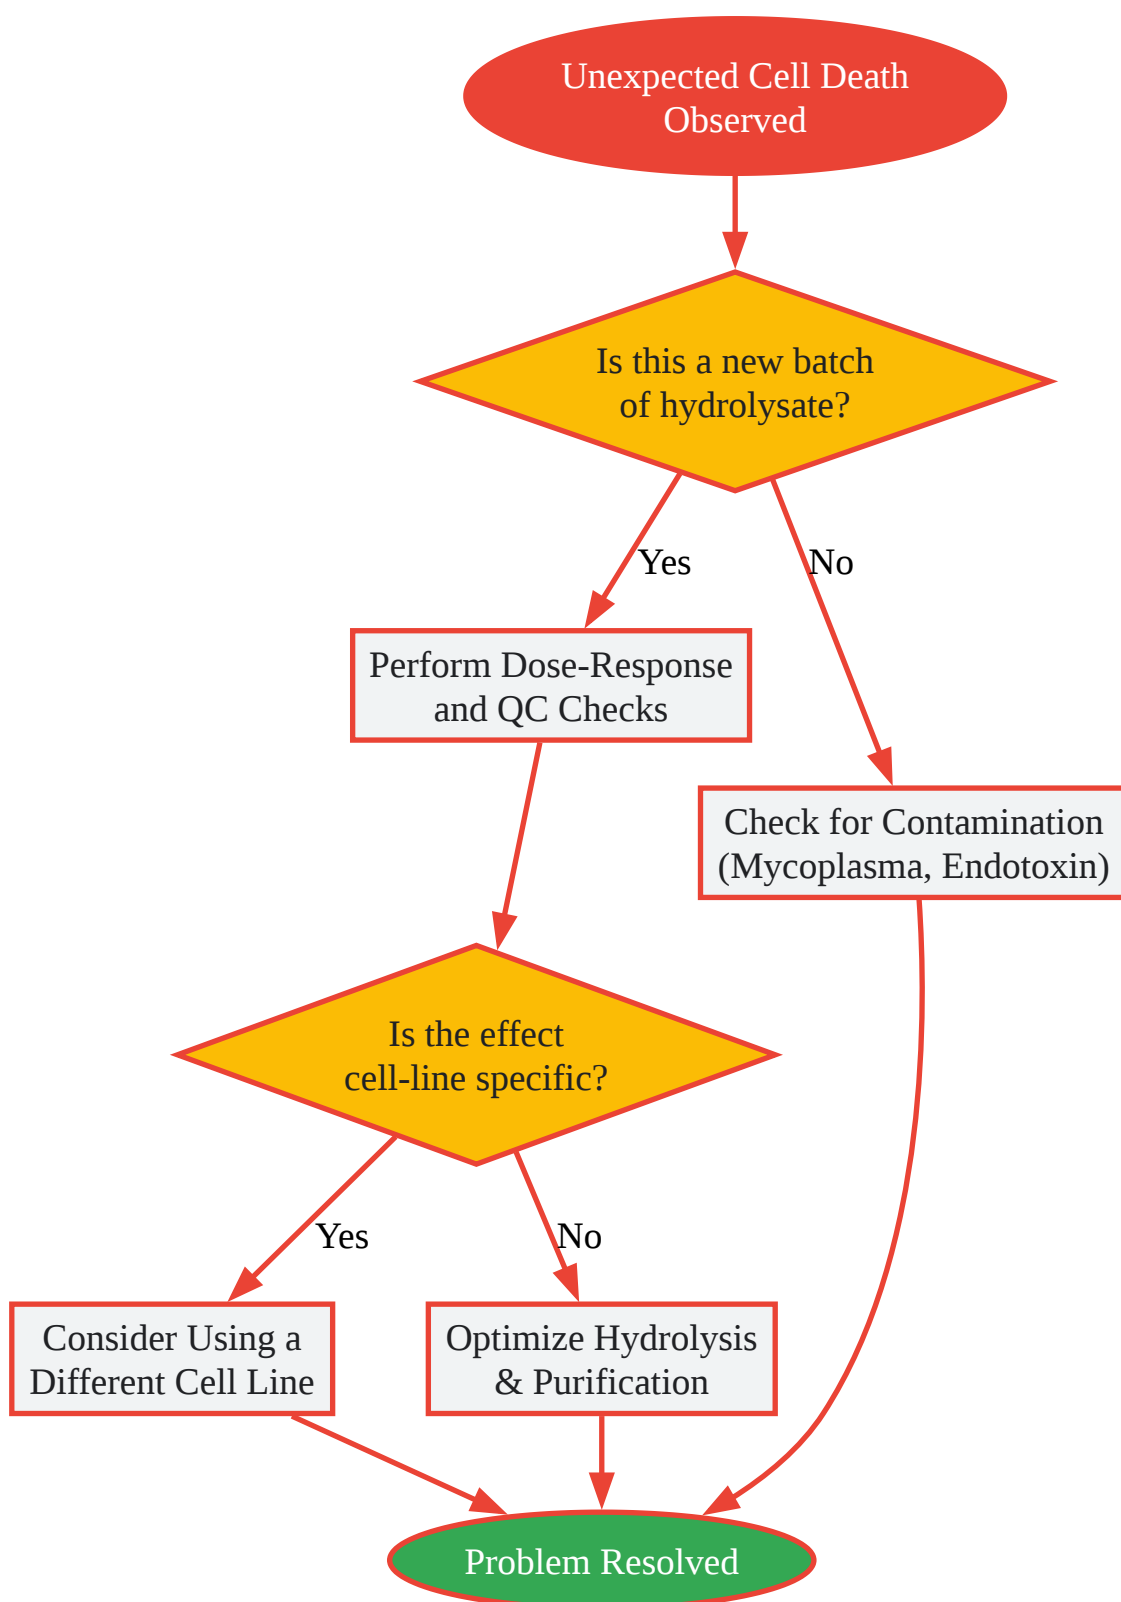 Unexpected Cell Death
Observed
Is this a new batch
of hydrolysate?
Yes
No
Perform Dose-Response
and QC Checks
Check for Contamination
(Mycoplasma, Endotoxin)
Is the effect
cell-line specific?
Yes
No
Consider Using a
Different Cell Line
Optimize Hydrolysis
& Purification
Problem Resolved